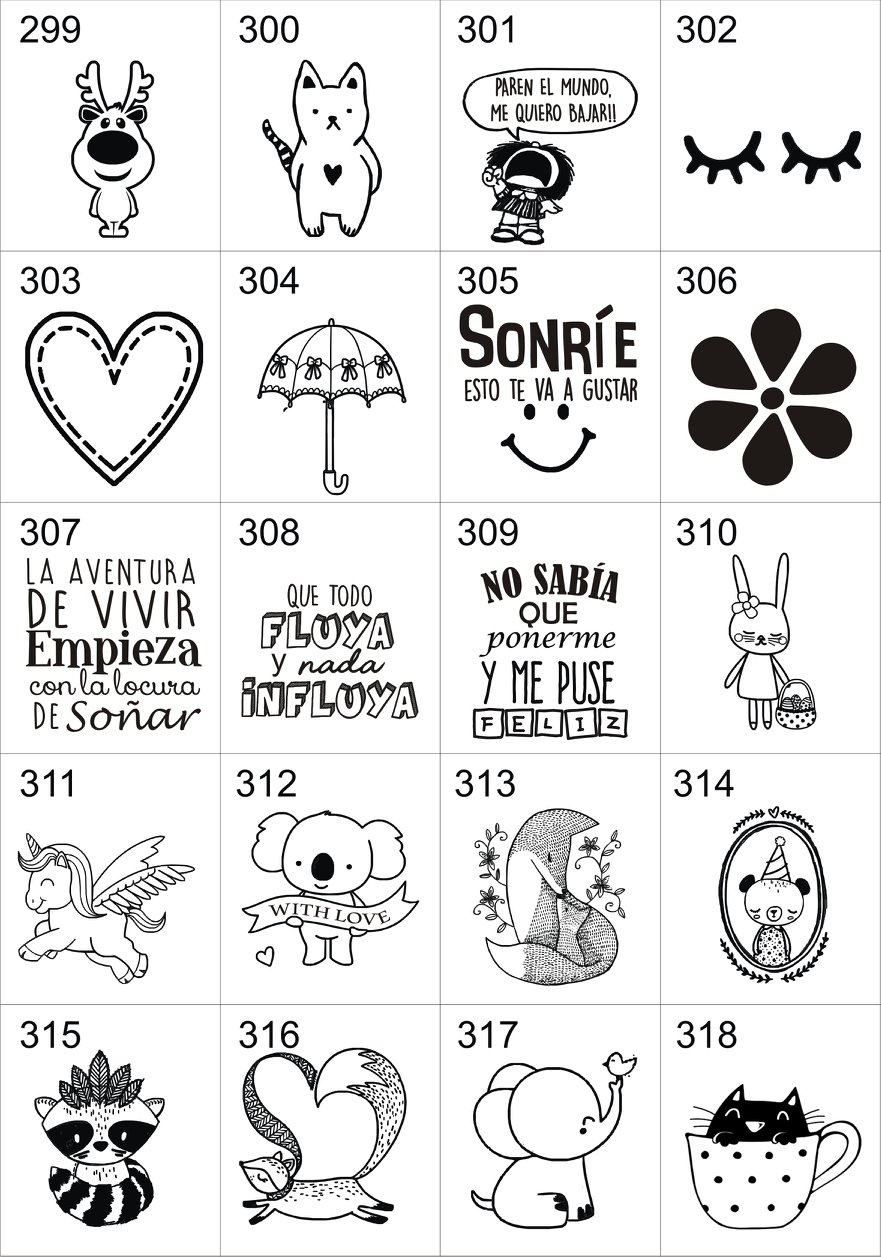 299
300
301
PAREN EL MUNDO,
ME QUIERO BAJAR!!
302
303
304
305
SONRÍE
ESTO TE VA A GUSTAR
306
307
LA AVENTURA
DE VIVIR
Empieza
con la locura
DE Soñar
308
QUE TODO
FLUYA
y nada
iNFLUYA
309
NO SABÍA
QUE
ponerme
Y ME PUSE
FELIZ
310
311
312
WITH LOVE
313
314
315
316
317
318